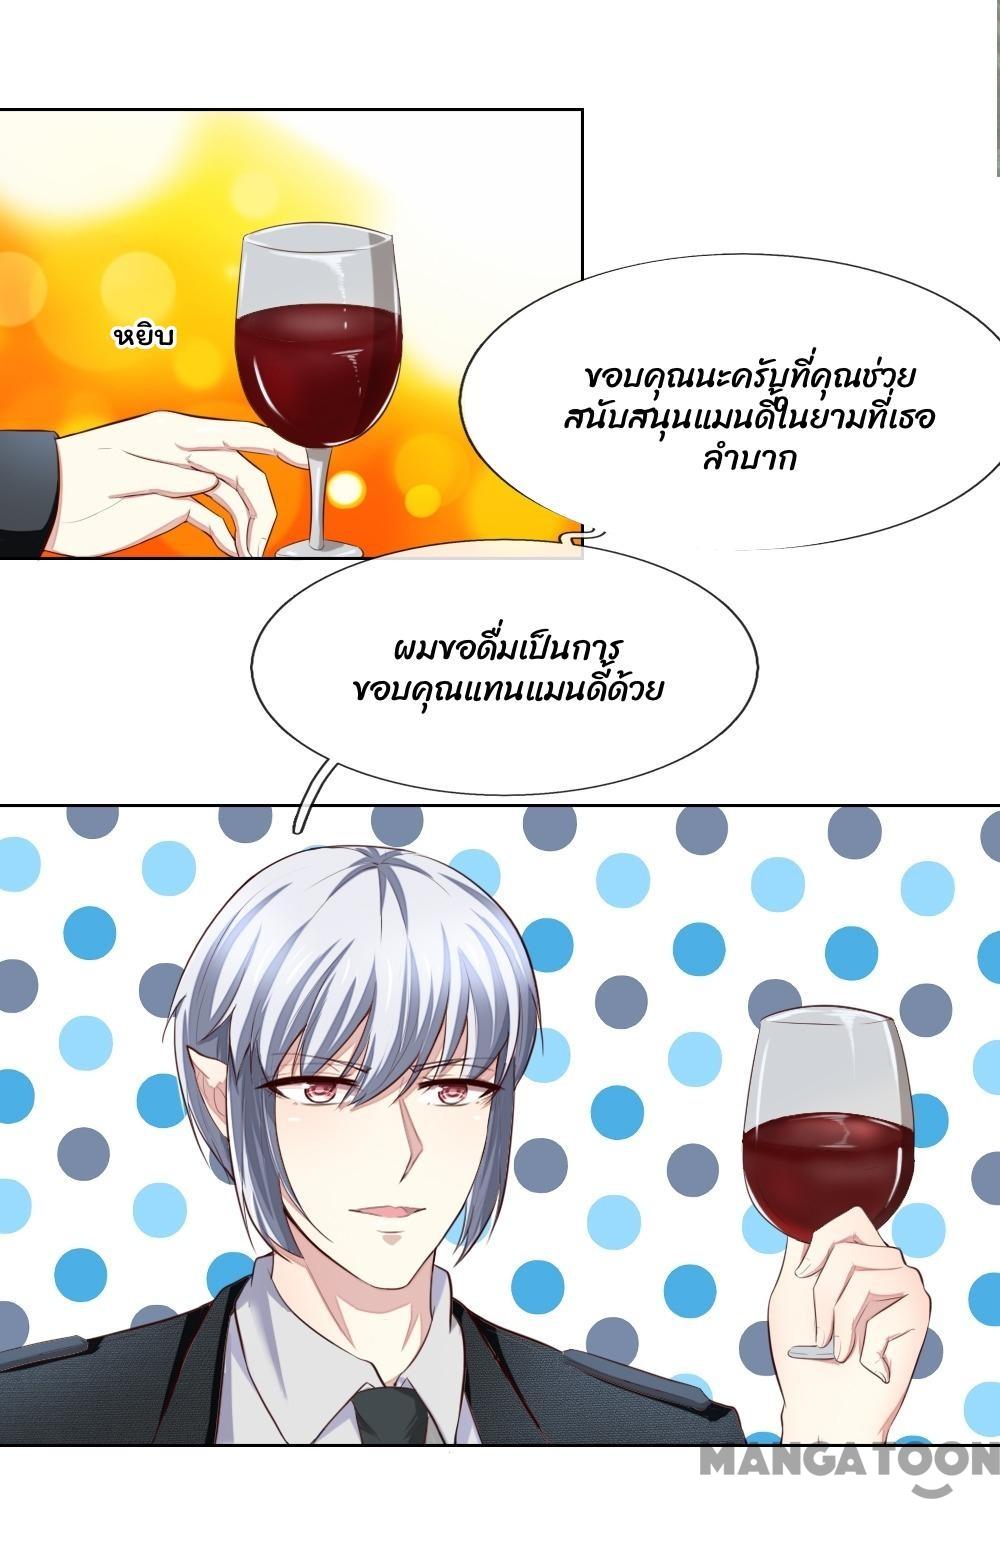 หยิบ
ขอบคุณนะครับที่คุณช่วย
สนับสนุนแมนดี้ในยามที่เธอ
ลำบาก
ผมขอดื่มเป็นการ
ขอบคุณแทนแมนดี้ด้วย
MANGATOON